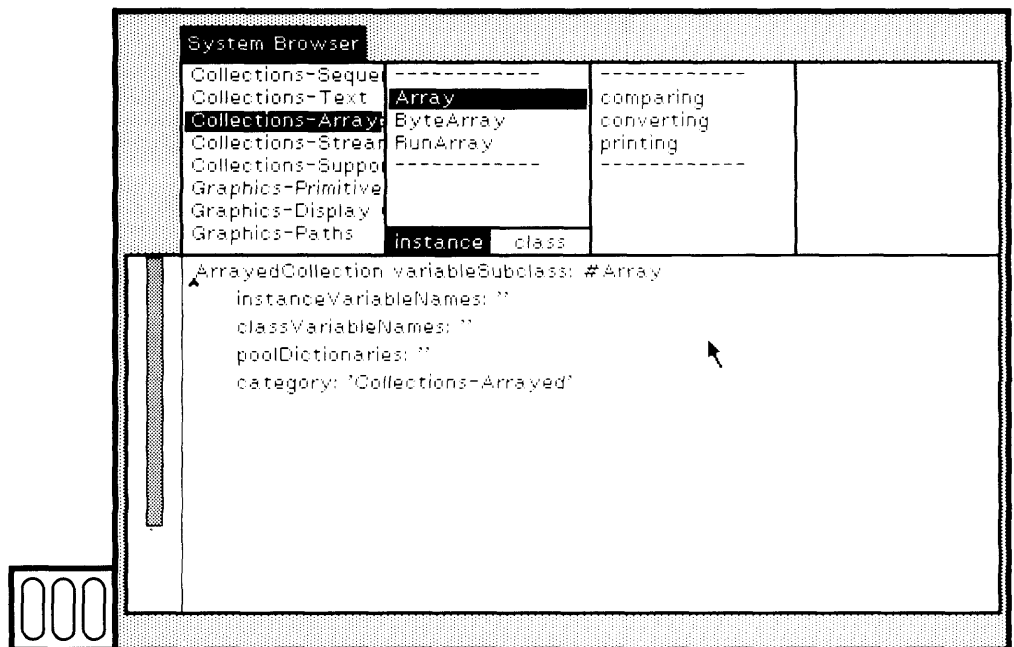 System Browser
Collections-Seque
Collections-Text
Collections-Array
Collections-Strear
Collections-Suppo
Graphics-Primitive
Graphics-Display
Graphics-Paths
------------
Array
ByteArray
RunArray
------------
instance class
------------
comparing
converting
printing
------------
ArrayedCollection variableSubclass: #Array
instanceVariableNames: ''
classVariableNames: ''
poolDictionaries: ''
category: 'Collections-Arrayed'